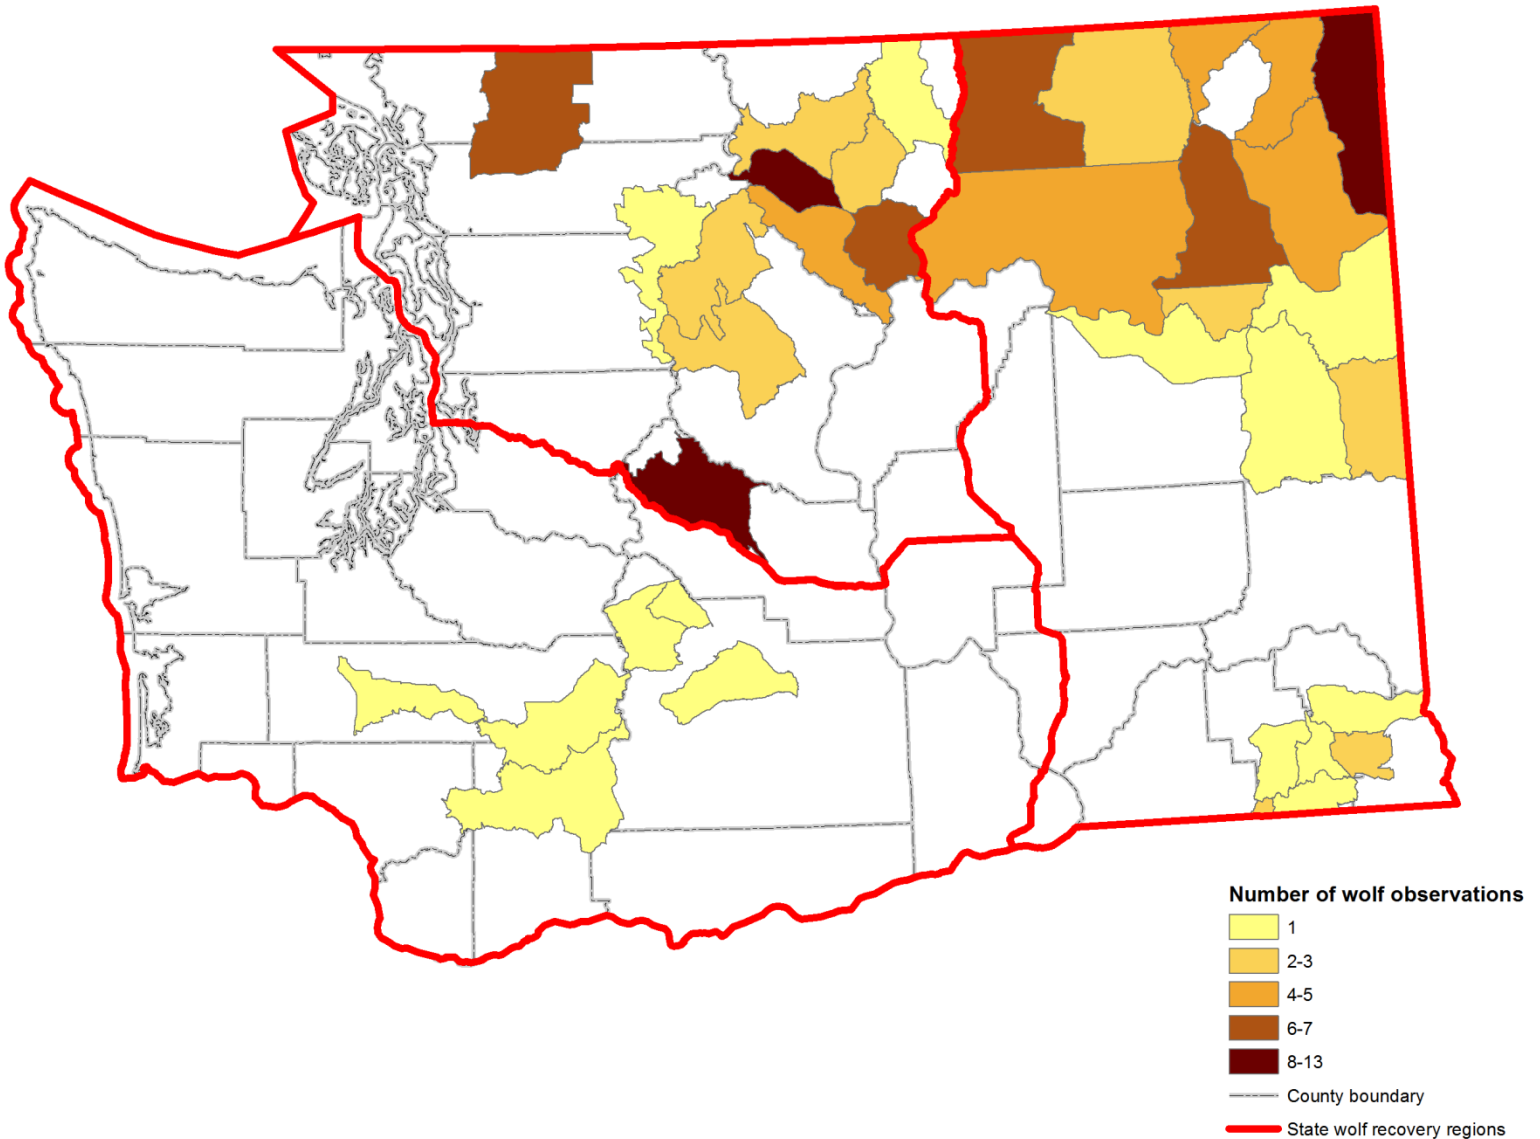 Number of wolf observations
1
2-3
4-5
6-7
8-13
County boundary
State wolf recovery regions